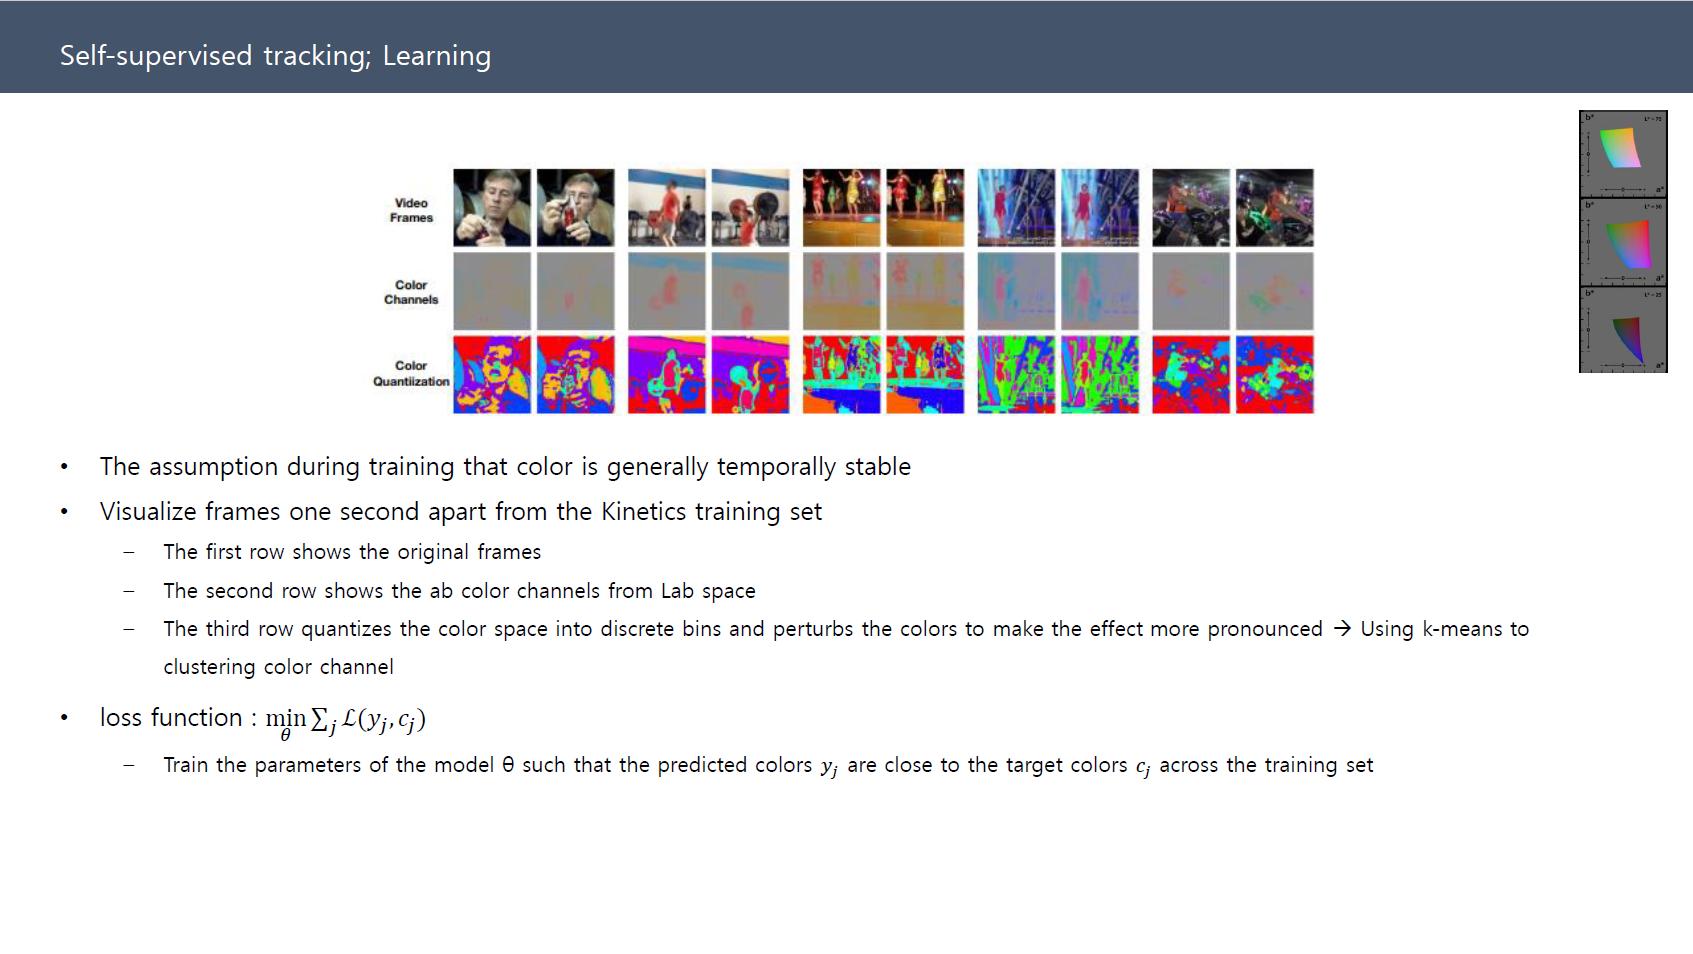 Self-supervised tracking; Learning
Video
Frames
Color
Channels
Color
Quantiization
b*
L* = 75
a*
b*
a*
b*
L* = 25
a*
• The assumption during training that color is generally temporally stable
• Visualize frames one second apart from the Kinetics training set
– The first row shows the original frames
– The second row shows the ab color channels from Lab space
– The third row quantizes the color space into discrete bins and perturbs the colors to make the effect more pronounced → Using k-means to
clustering color channel
• loss function : min_θ ∑_j ℒ(y_j, c_j)
– Train the parameters of the model θ such that the predicted colors y_j are close to the target colors c_j across the training set